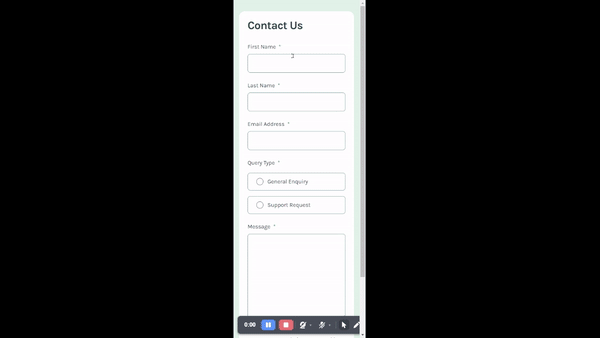 Contact Us
First Name *
Last Name *
Email Address *
Query Type *
General Enquiry
Support Request
Message *
0:00